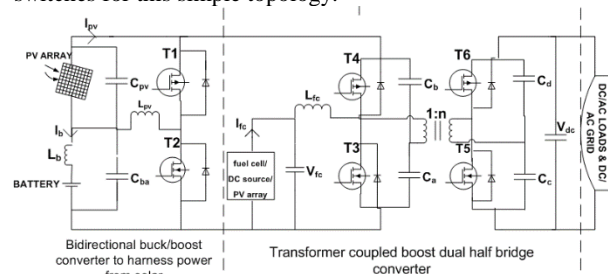 switches for this simple topology.
I_pv
PV ARRAY
T1
C_pv
L_pv
I_b
T2
L_b
BATTERY
C_ba
T4
L_fc
C_b
I_fc
fuel cell/
DC source/
PV array
V_fc
T3
C_a
1:n
T6
C_d
V_dc
T5
C_c
DC/AC LOADS & DC/
AC GRID
Bidirectional buck/boost
converter to harness power
from solar
Transformer coupled boost dual half bridge
converter